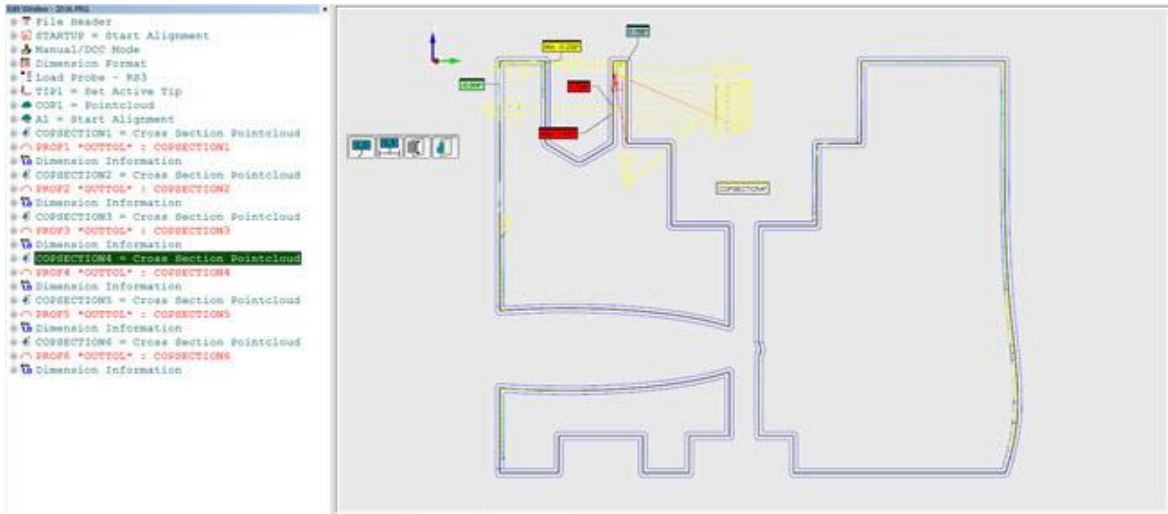 Edit Window - 2016.PRG
File Header
STARTUP = Start Alignment
Manual/DCC Mode
Dimension Format
Load Probe - RS3
TIP1 = Set Active Tip
COP1 = Pointcloud
A1 = Start Alignment
COPSECTION1 = Cross Section Pointcloud
PROF1 *OUTTOL* : COPSECTION1
Dimension Information
COPSECTION2 = Cross Section Pointcloud
PROF2 *OUTTOL* : COPSECTION2
Dimension Information
COPSECTION3 = Cross Section Pointcloud
PROF3 *OUTTOL* : COPSECTION3
Dimension Information
COPSECTION4 = Cross Section Pointcloud
PROF4 *OUTTOL* : COPSECTION4
Dimension Information
COPSECTION5 = Cross Section Pointcloud
PROF5 *OUTTOL* : COPSECTION5
Dimension Information
COPSECTION6 = Cross Section Pointcloud
PROF6 *OUTTOL* : COPSECTION6
Dimension Information